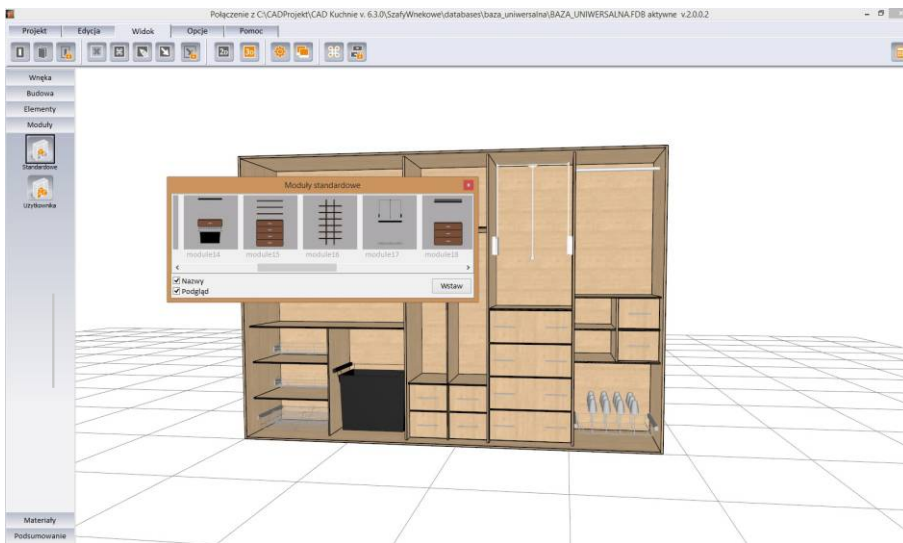 Połączenie z C:\CADProjekt\CAD Kuchnie v. 6.3.0\SzafyWnekowe\databases\baza_uniwersalna\BAZA_UNIWERSALNA.FDB aktywne v.2.0.0.2
Projekt Edycja Widok Opcje Pomoc
2D 3D
Wnęka
Budowa
Elementy
Moduły
Standardowe
Użytkownika
Moduły standardowe
module14 module15 module16 module17 module18
Nazwy
Podgląd
Wstaw
Materiały
Podsumowanie